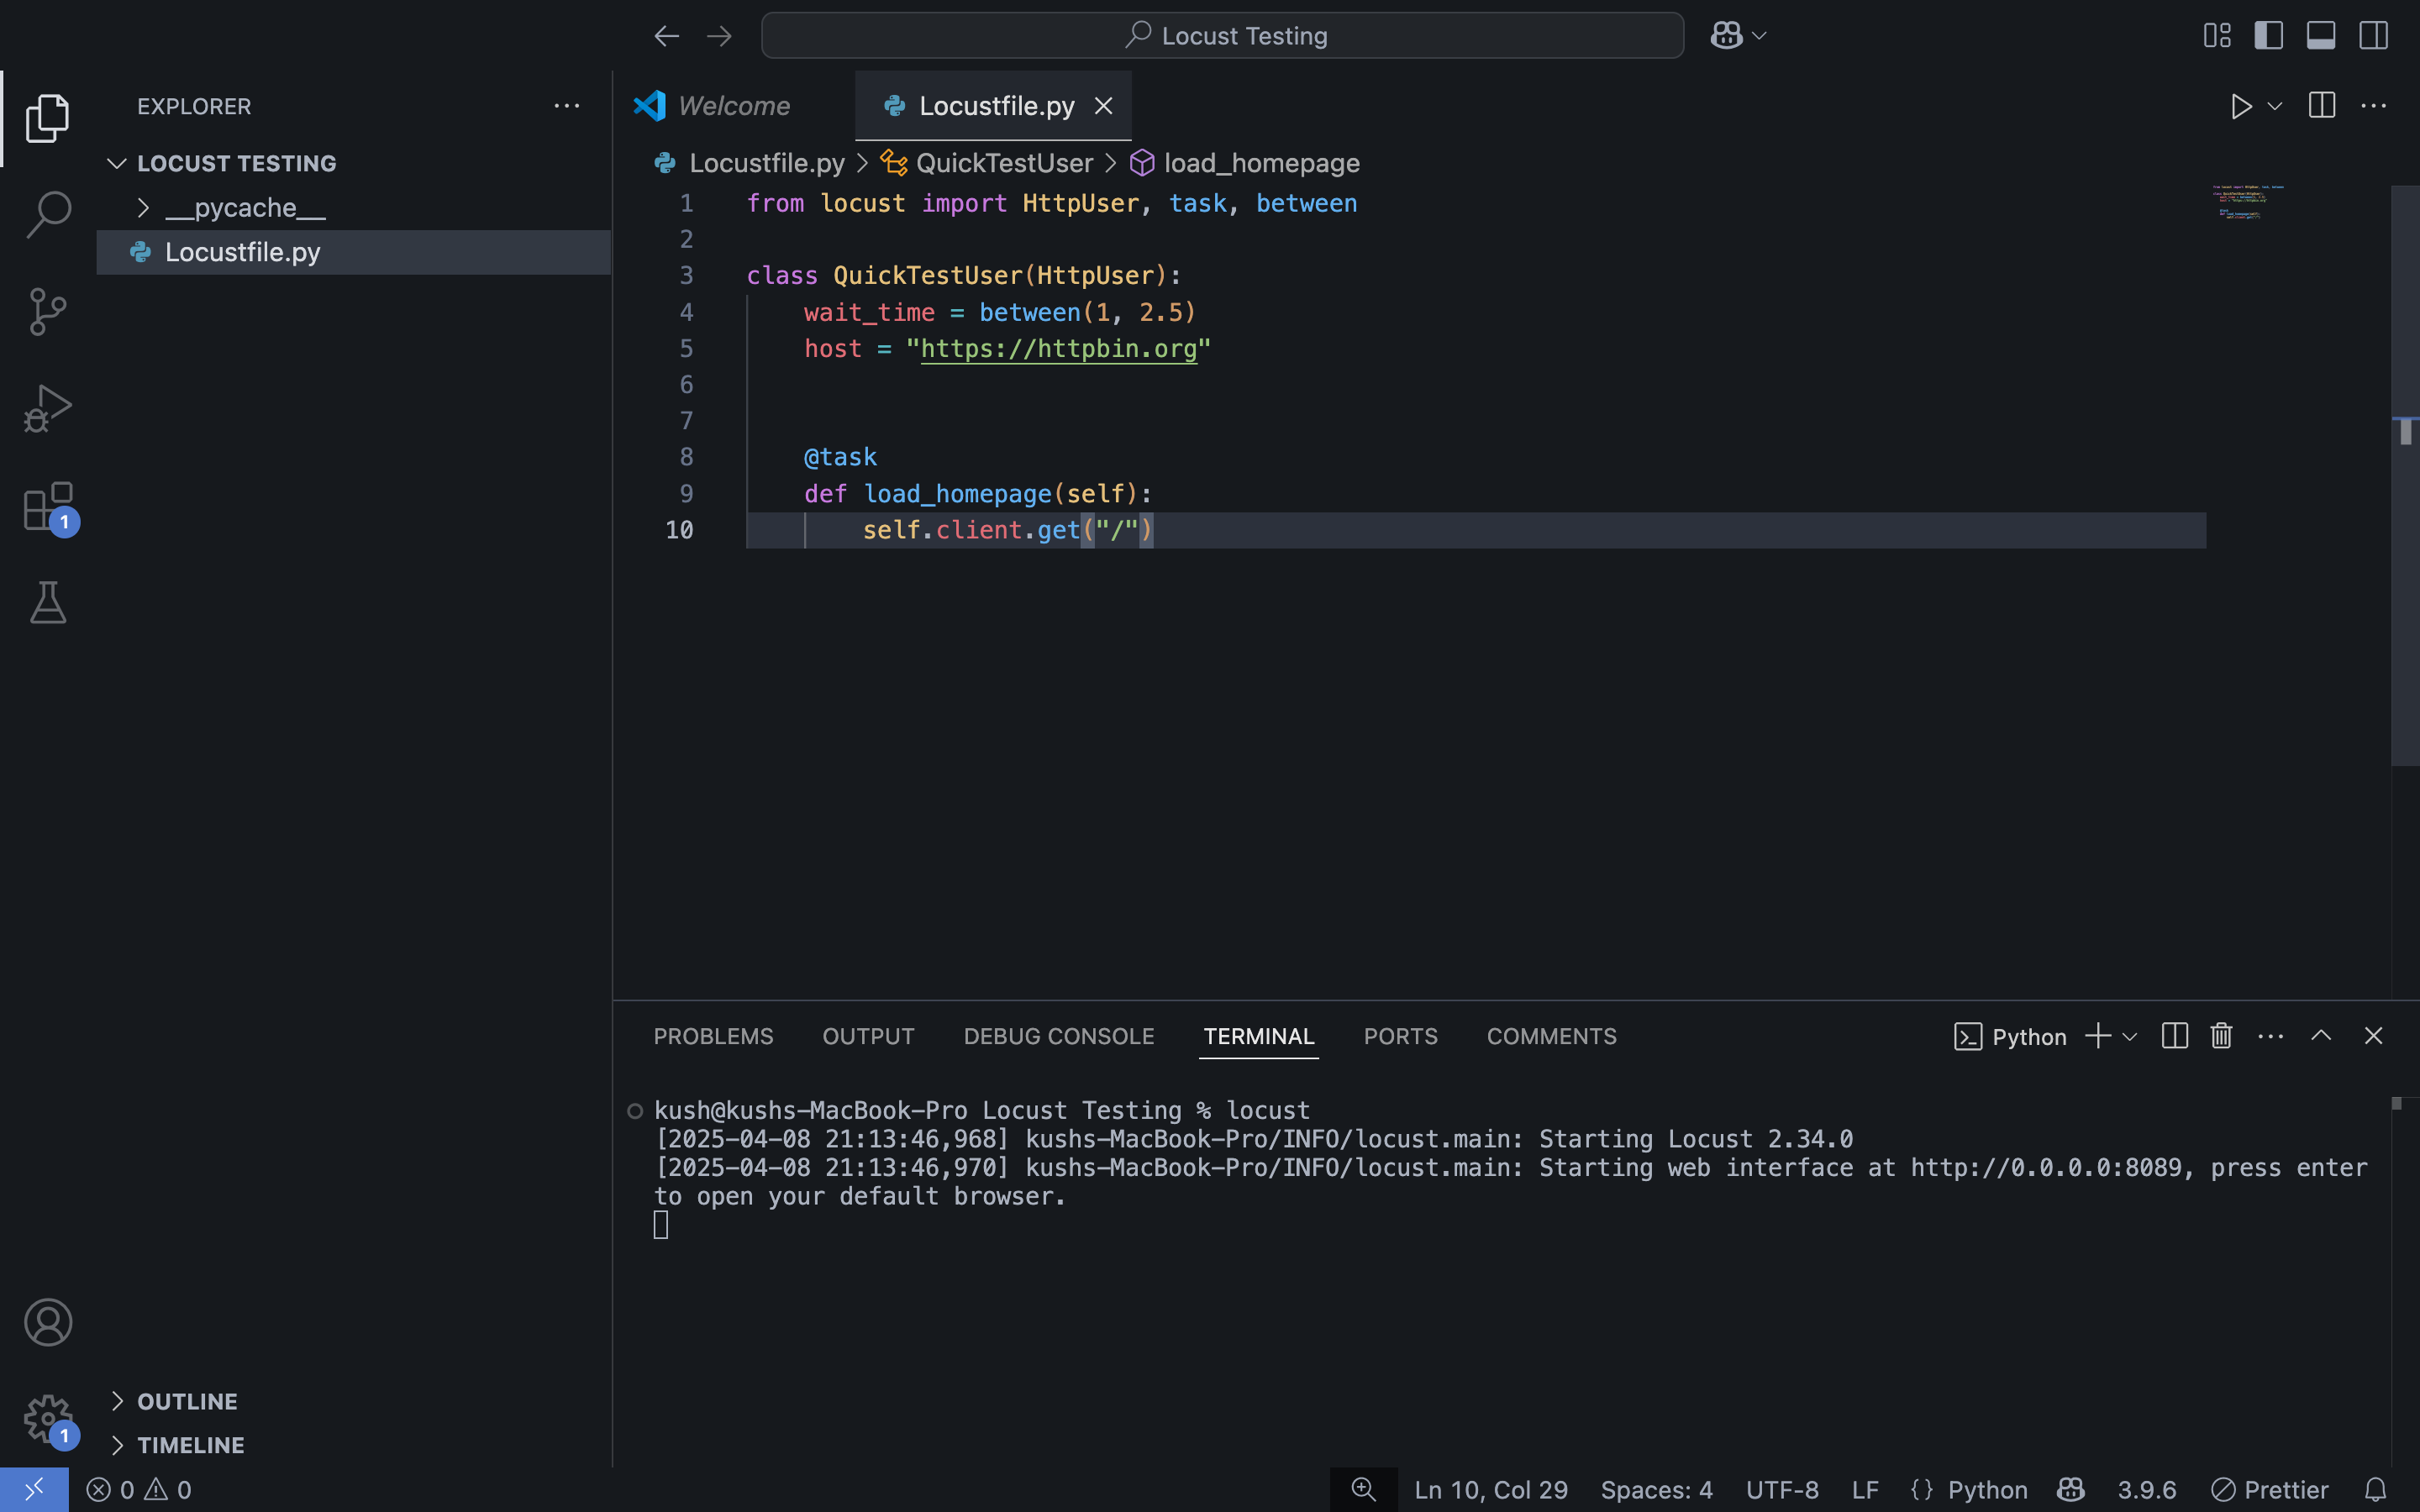 Locust Testing
EXPLORER
LOCUST TESTING
__pycache__
Locustfile.py
1
OUTLINE
TIMELINE
1
Welcome
Locustfile.py
Locustfile.py > QuickTestUser > load_homepage
1 from locust import HttpUser, task, between
2
3 class QuickTestUser(HttpUser):
4 wait_time = between(1, 2.5)
5 host = "https://httpbin.org"
6
7
8 @task
9 def load_homepage(self):
10 self.client.get("/")
PROBLEMS OUTPUT DEBUG CONSOLE TERMINAL PORTS COMMENTS Python
kush@kushs-MacBook-Pro Locust Testing % locust
[2025-04-08 21:13:46,968] kushs-MacBook-Pro/INFO/locust.main: Starting Locust 2.34.0
[2025-04-08 21:13:46,970] kushs-MacBook-Pro/INFO/locust.main: Starting web interface at http://0.0.0.0:8089, press enter
to open your default browser.
0 0 Ln 10, Col 29 Spaces: 4 UTF-8 LF {} Python 3.9.6 Prettier